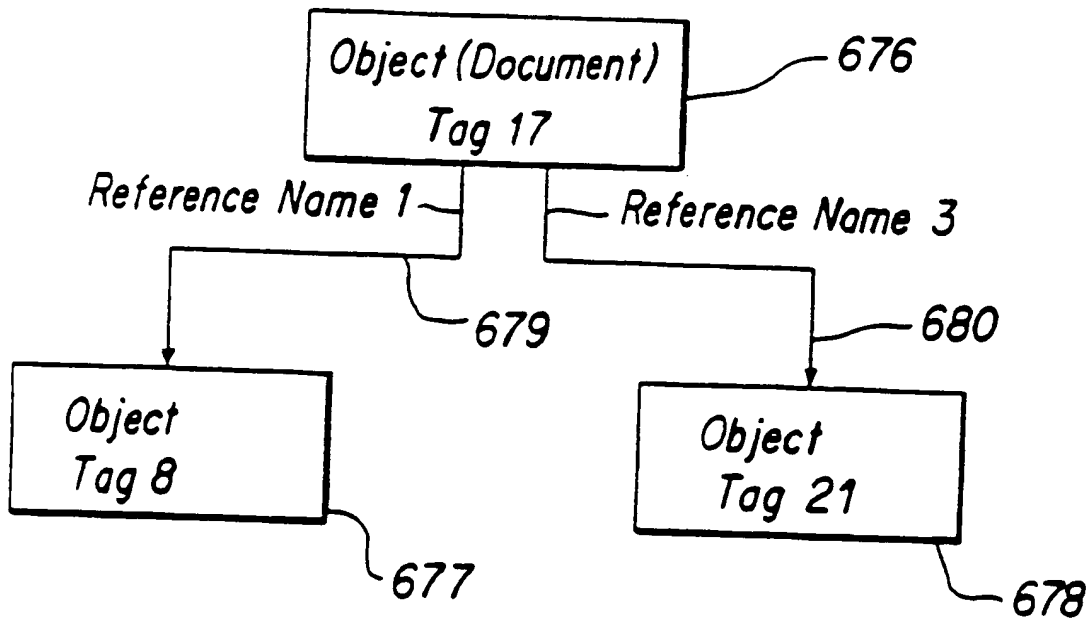 Object (Document)
Tag 17
676
Reference Name 1
Reference Name 3
679
680
Object
Tag 8
Object
Tag 21
677
678